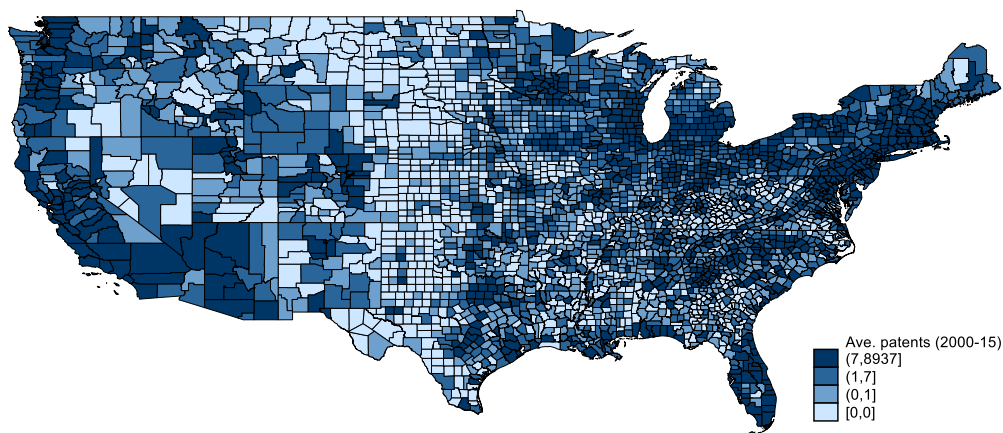 Ave. patents (2000-15)
(7,8937]
(1,7]
(0,1]
[0,0]